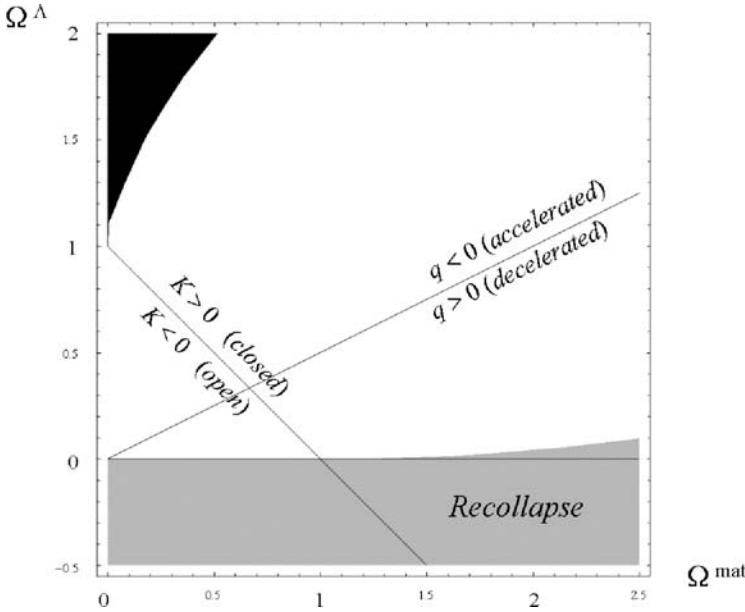 Ω Λ
2
1.5
1
0.5
0
−0.5
q < 0 (accelerated)
q > 0 (decelerated)
K > 0 (closed)
K < 0 (open)
Recollapse
0
0.5
1
1.5
2
2.5
Ω mat